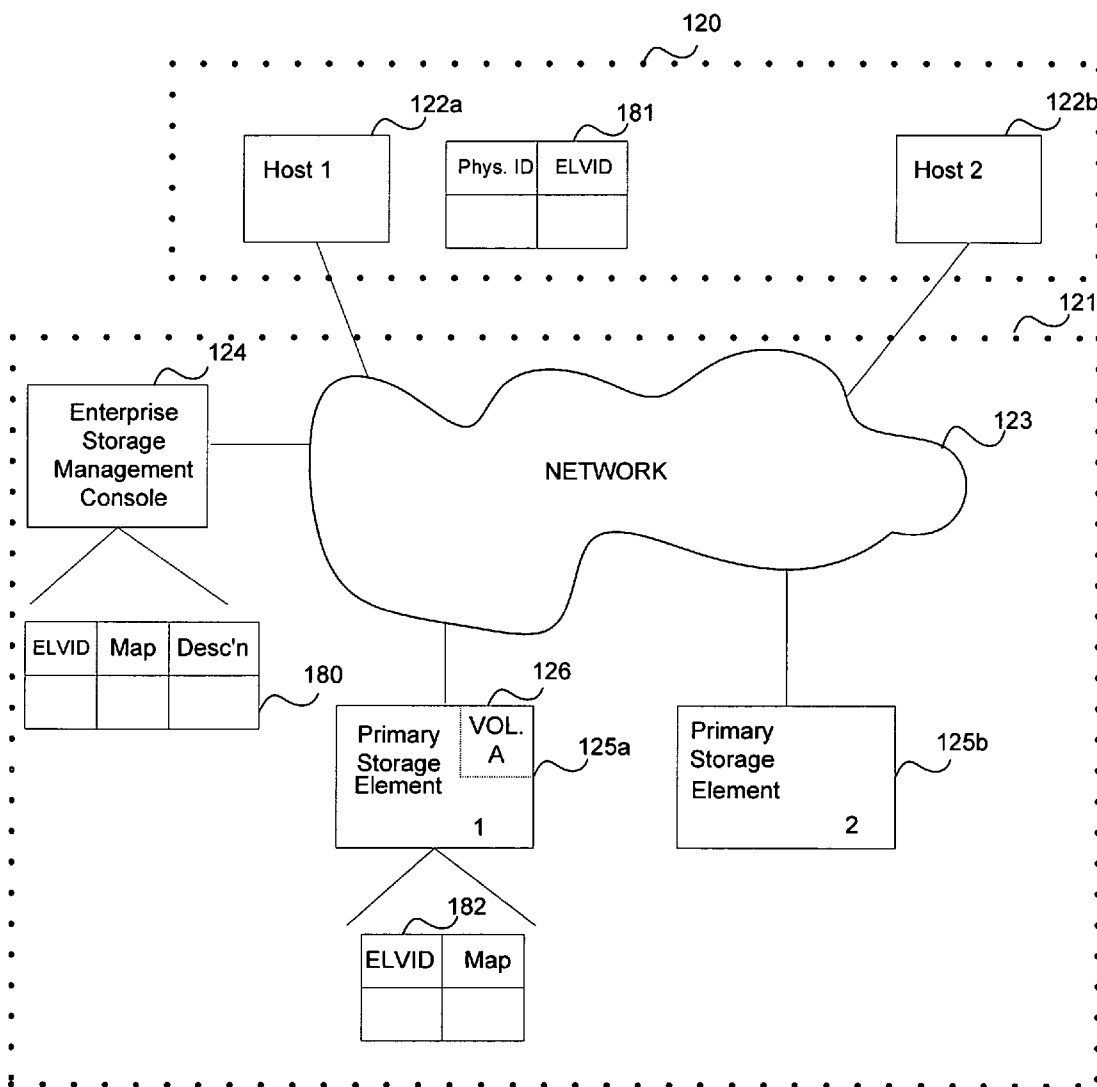 120
122a
181
122b
Host 1
Phys. ID
ELVID
Host 2
121
124
Enterprise
Storage
Management
Console
123
NETWORK
ELVID
Map
Desc'n
180
126
VOL.
A
Primary
Storage
Element
1
125a
Primary
Storage
Element
2
125b
182
ELVID
Map